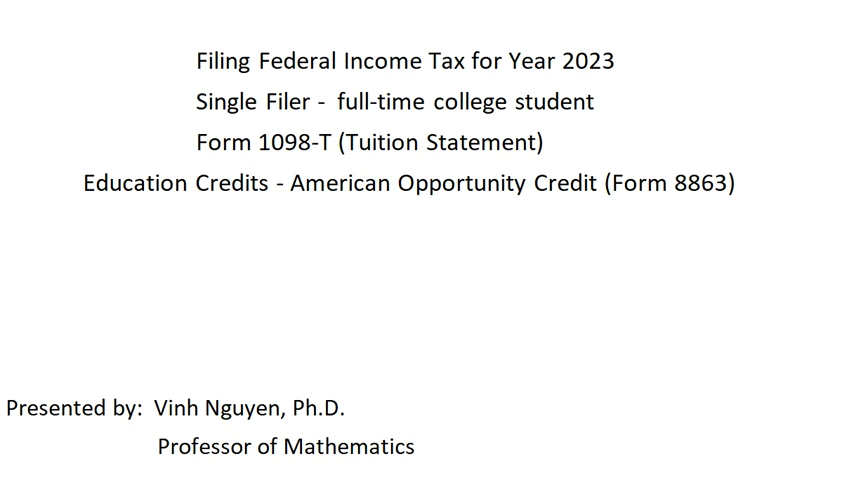 Filing Federal Income Tax for Year 2023
Single Filer - full-time college student
Form 1098-T (Tuition Statement)
Education Credits - American Opportunity Credit (Form 8863)
Presented by: Vinh Nguyen, Ph.D.
Professor of Mathematics